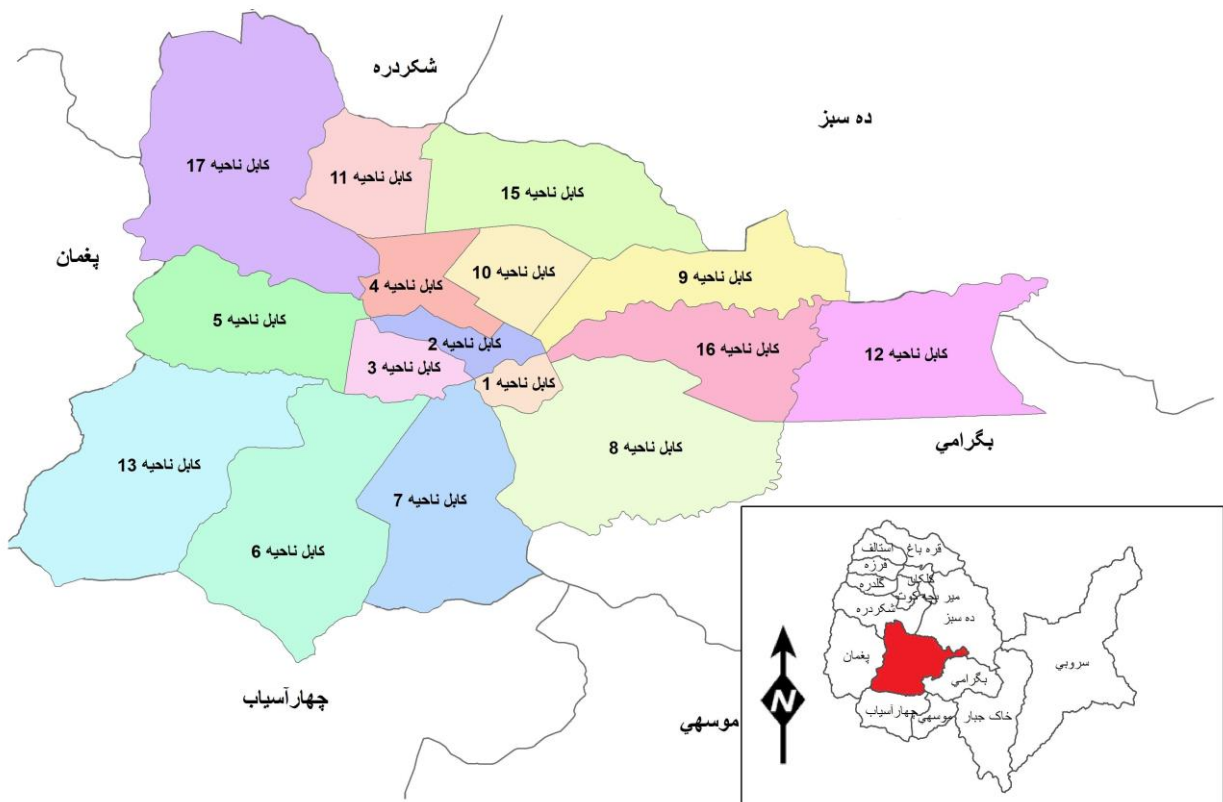 شکردره
ده سبز
کابل ناحیه 17
کابل ناحیه 11
کابل ناحیه 15
پغمان
کابل ناحیه 10
کابل ناحیه 9
کابل ناحیه 4
کابل ناحیه 5
کابل ناحیه 2
کابل ناحیه 16
کابل ناحیه 12
کابل ناحیه 3
کابل ناحیه 1
بگرامي
کابل ناحیه 8
کابل ناحیه 13
کابل ناحیه 7
کابل ناحیه 6
چهارآسیاب
موسهي
قره باغ
استالف
فرزه
کلکان
گلدره
میر بچه کوت
شکردره
ده سبز
پغمان
سروبي
بگرامي
چهارآسیاب
موسهي
خاک جبار
N